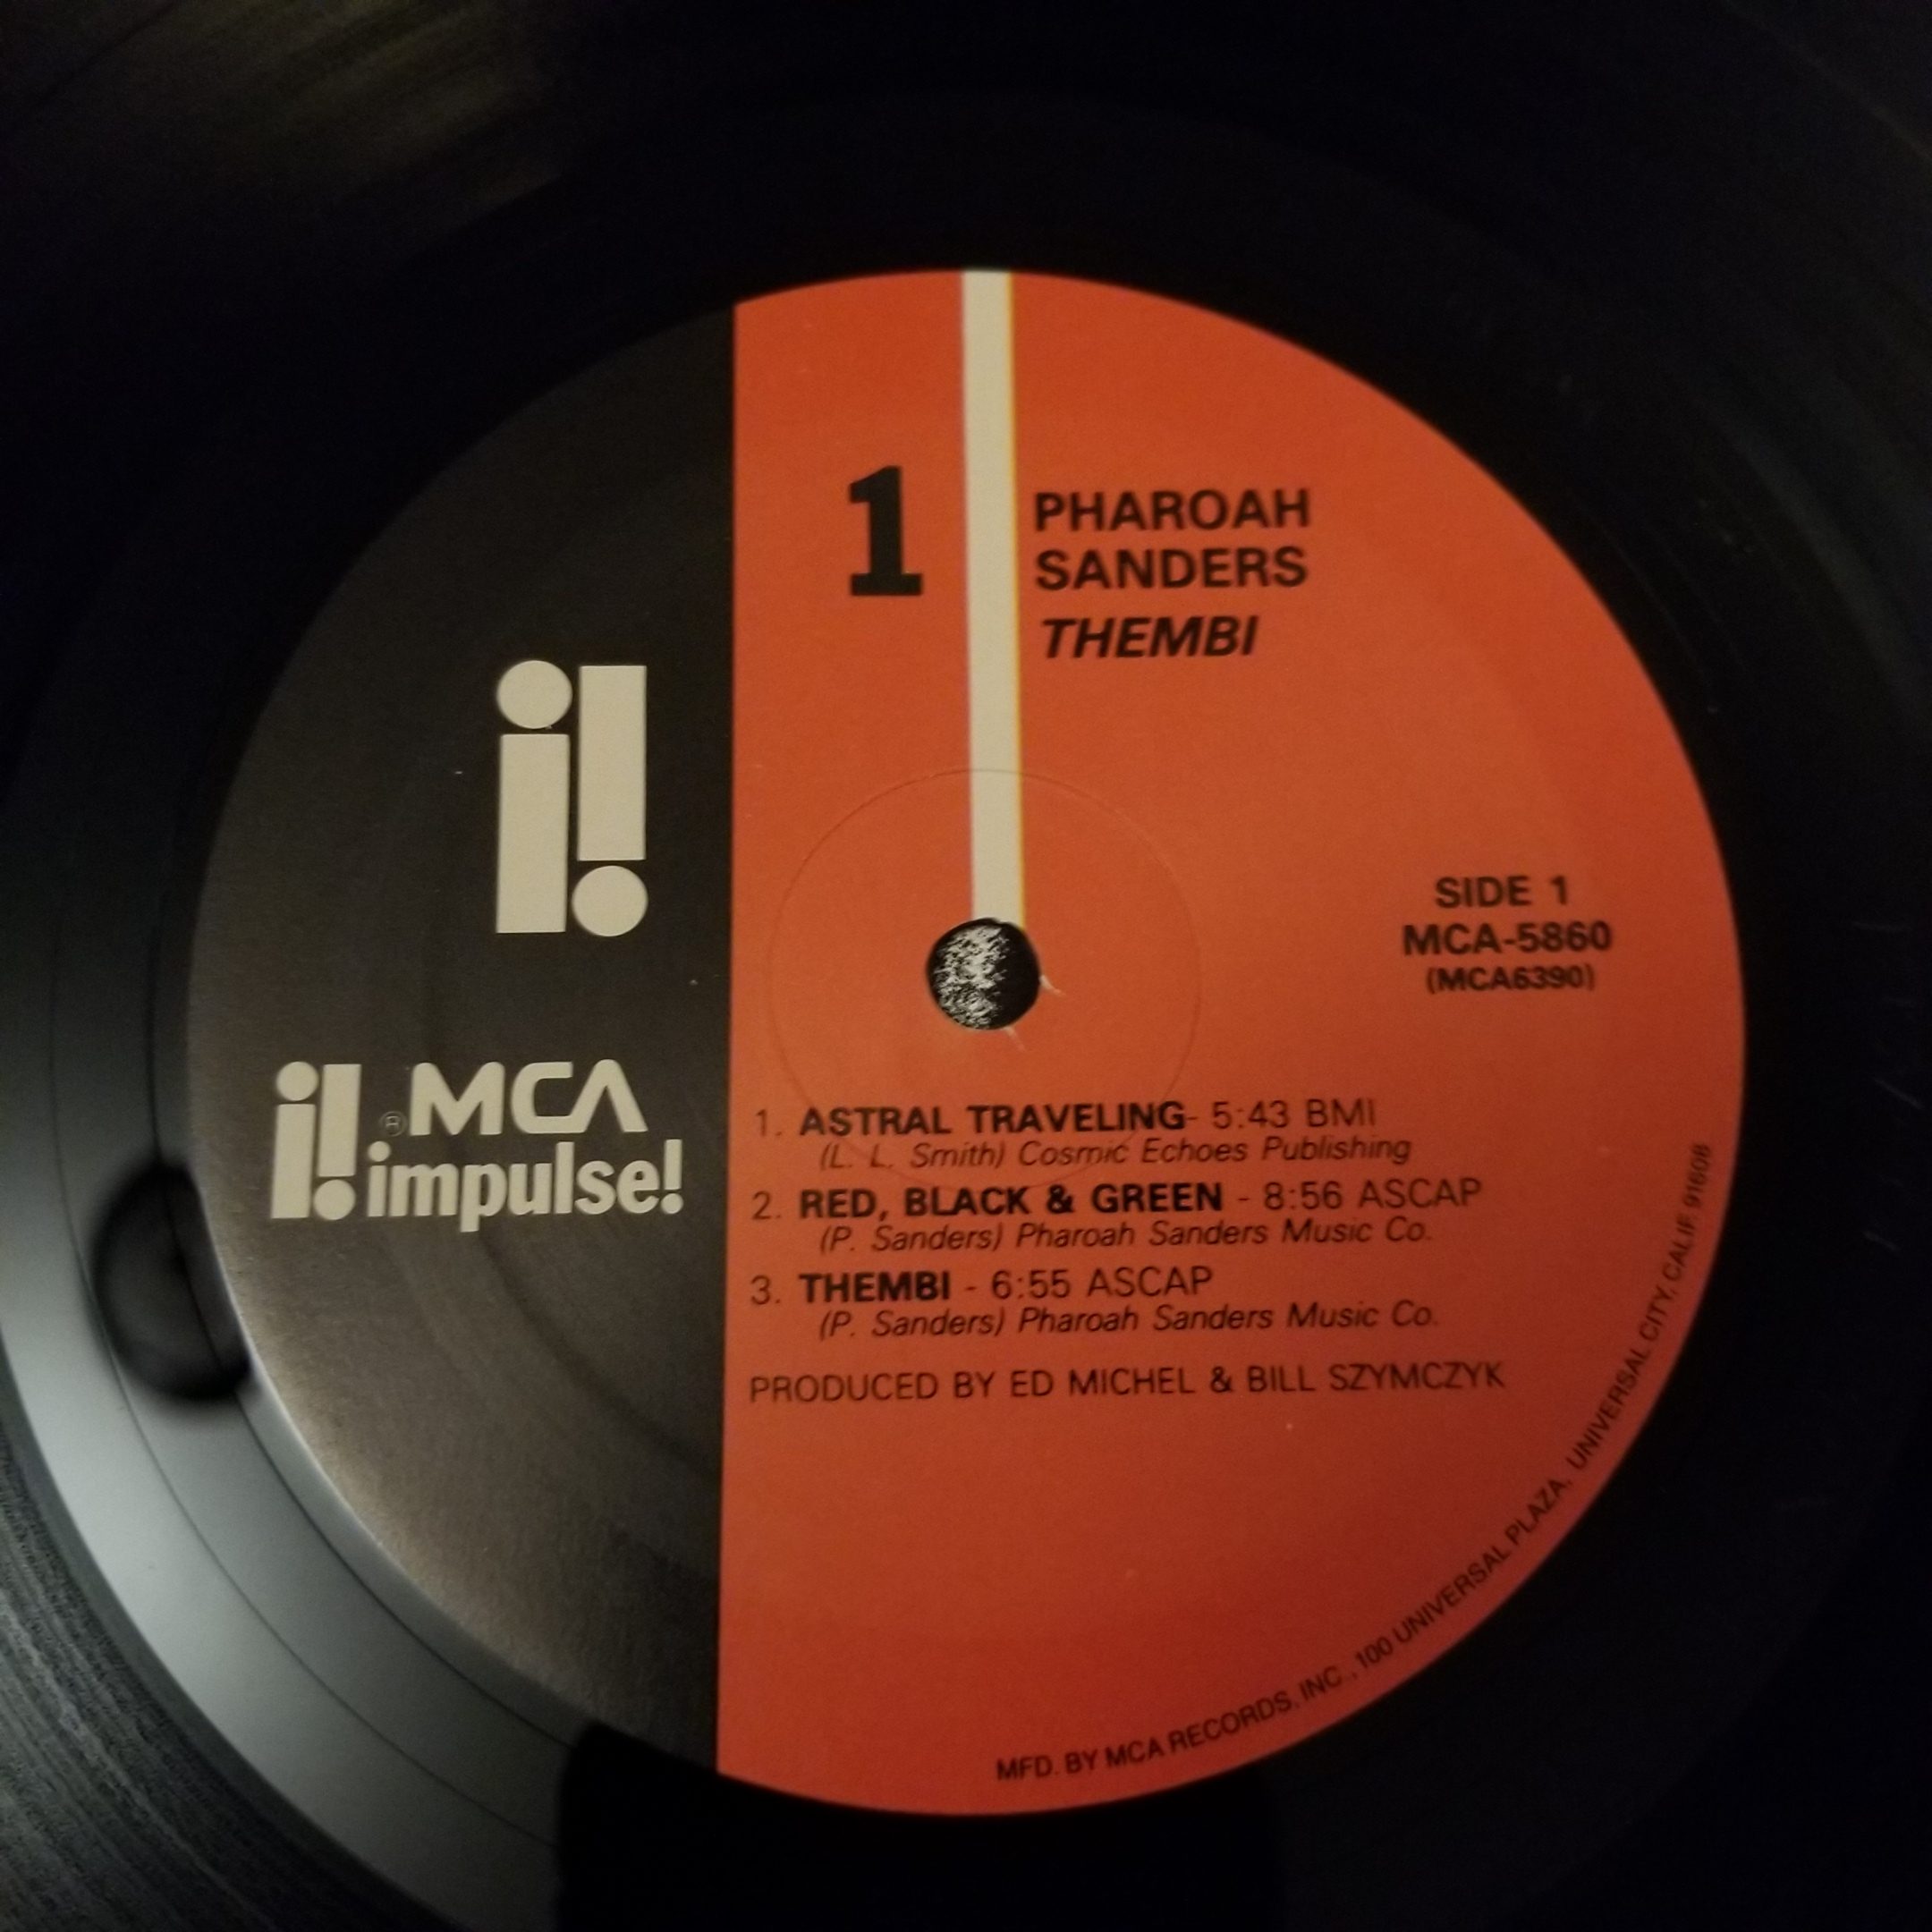 1
PHAROAH
SANDERS
THEMBI
i!
SIDE 1
MCA-5860
(MCA6390)
i! ® MCA
impulse!
1. ASTRAL TRAVELING- 5:43 BMI
(L. L. Smith) Cosmic Echoes Publishing
2. RED, BLACK & GREEN - 8:56 ASCAP
(P. Sanders) Pharoah Sanders Music Co.
3. THEMBI - 6:55 ASCAP
(P. Sanders) Pharoah Sanders Music Co.
PRODUCED BY ED MICHEL & BILL SZYMCZYK
MFD. BY MCA RECORDS, INC., 100 UNIVERSAL PLAZA, UNIVERSAL CITY, CALIF. 91608